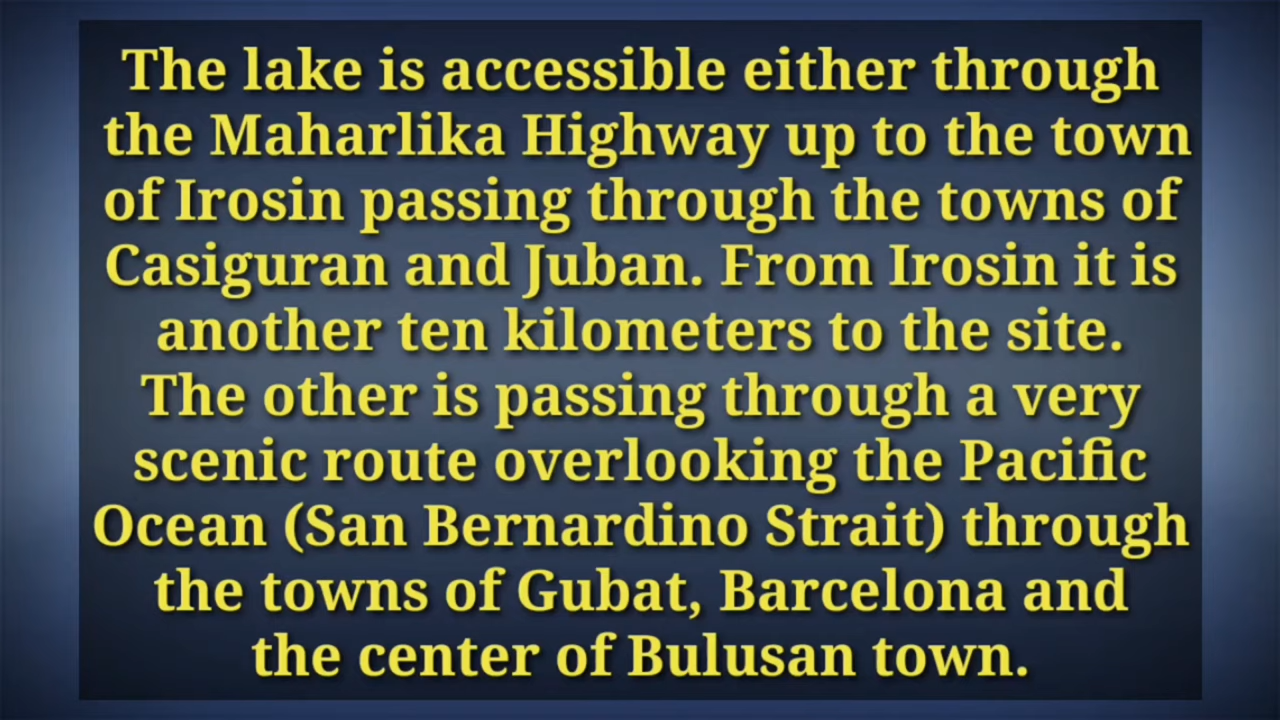 The lake is accessible either through
the Maharlika Highway up to the town
of Irosin passing through the towns of
Casiguran and Juban. From Irosin it is
another ten kilometers to the site.
The other is passing through a very
scenic route overlooking the Pacific
Ocean (San Bernardino Strait) through
the towns of Gubat, Barcelona and
the center of Bulusan town.